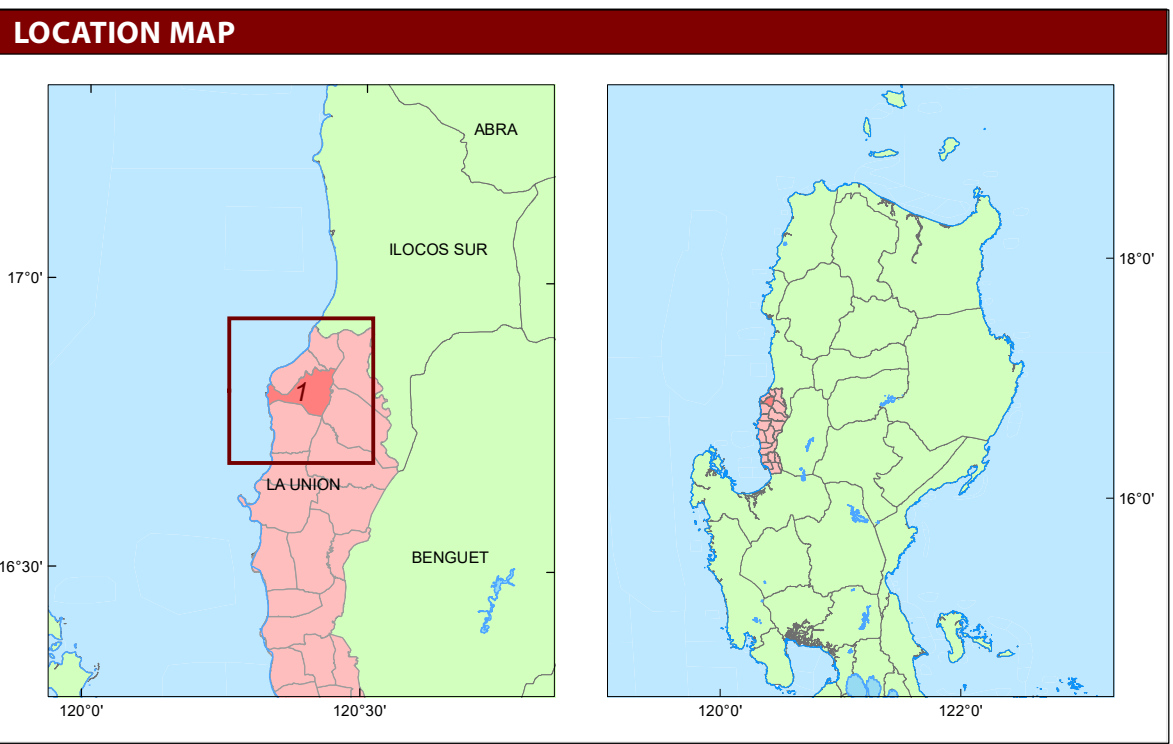 LOCATION MAP
ABRA
ILOCOS SUR
17°0'
1
LA UNION
BENGUET
16°30'
120°0'
120°30'
18°0'
16°0'
120°0'
122°0'